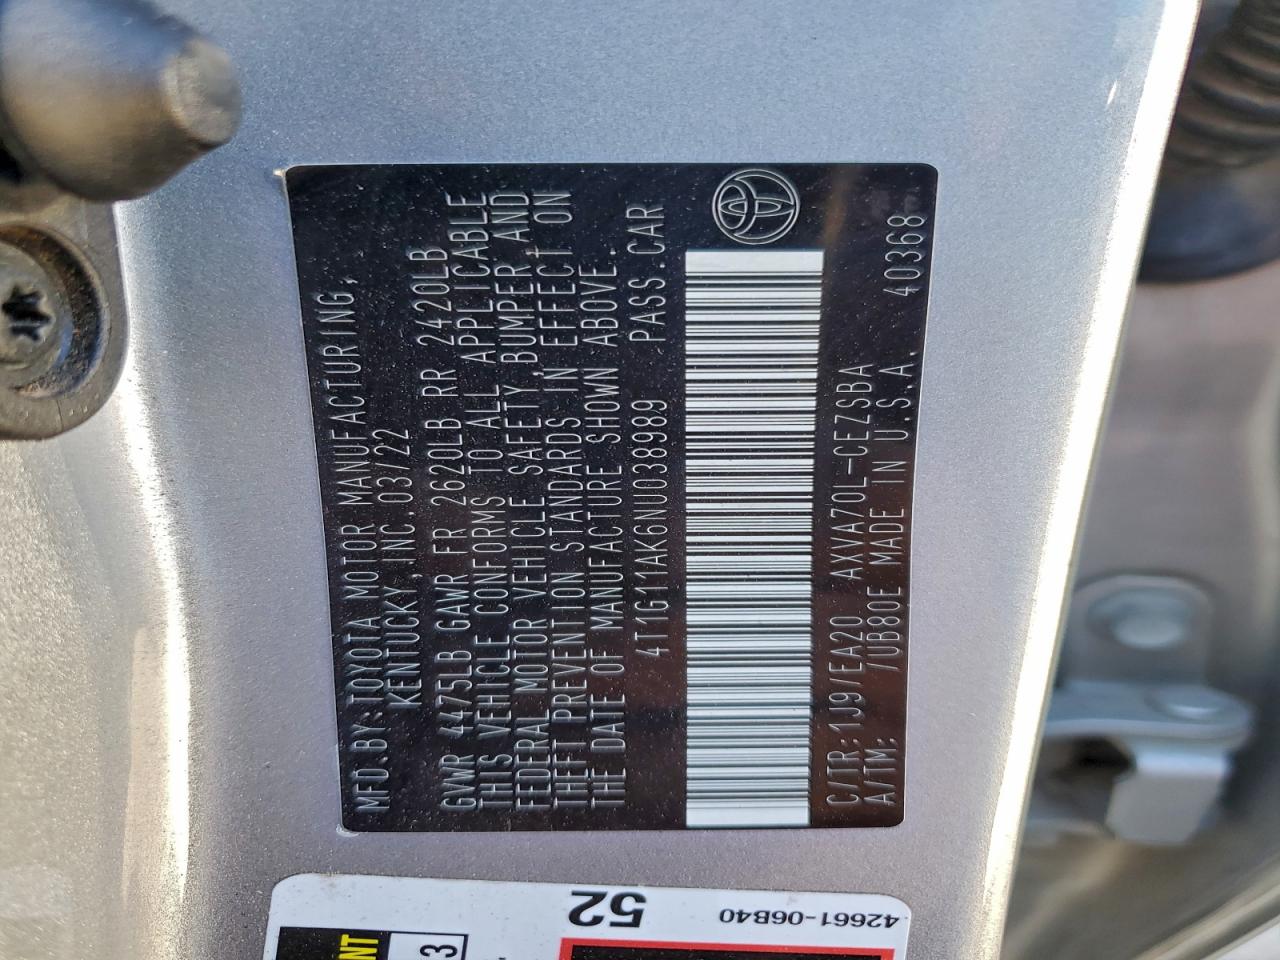 MFD.BY:TOYOTA MOTOR MANUFACTURING,
KENTUCKY, INC. 03/22
GVWR 4475LB GAWR FR 2620LB RR 2420LB
THIS VEHICLE CONFORMS TO ALL APPLICABLE
FEDERAL MOTOR VEHICLE SAFETY, BUMPER AND
THEFT PREVENTION STANDARDS IN EFFECT ON
THE DATE OF MANUFACTURE SHOWN ABOVE.
4T1G11AK6NU038989 PASS.CAR
C/TR:1J9/EA20 AXVA70L-CEZSBA
A/TM: /UB80E MADE IN U.S.A. 40368
52
42661-06B40
3